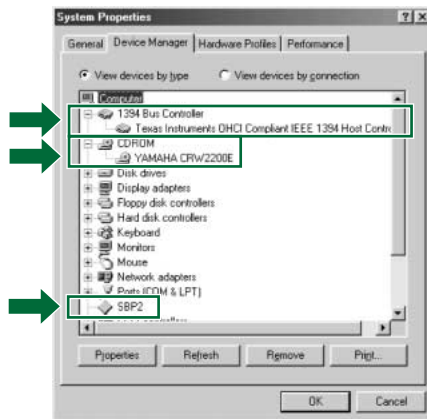 System Properties
General Device Manager Hardware Profiles Performance
View devices by type View devices by connection
Computer
1394 Bus Controller
Texas Instruments OHCI Compliant IEEE 1394 Host Contr
CDROM
YAMAHA CRW2200E
Disk drives
Display adapters
Floppy disk controllers
Hard disk controllers
Keyboard
Monitors
Mouse
Network adapters
Ports (COM & LPT)
SBP2
Properties Refresh Remove Print...
OK Cancel